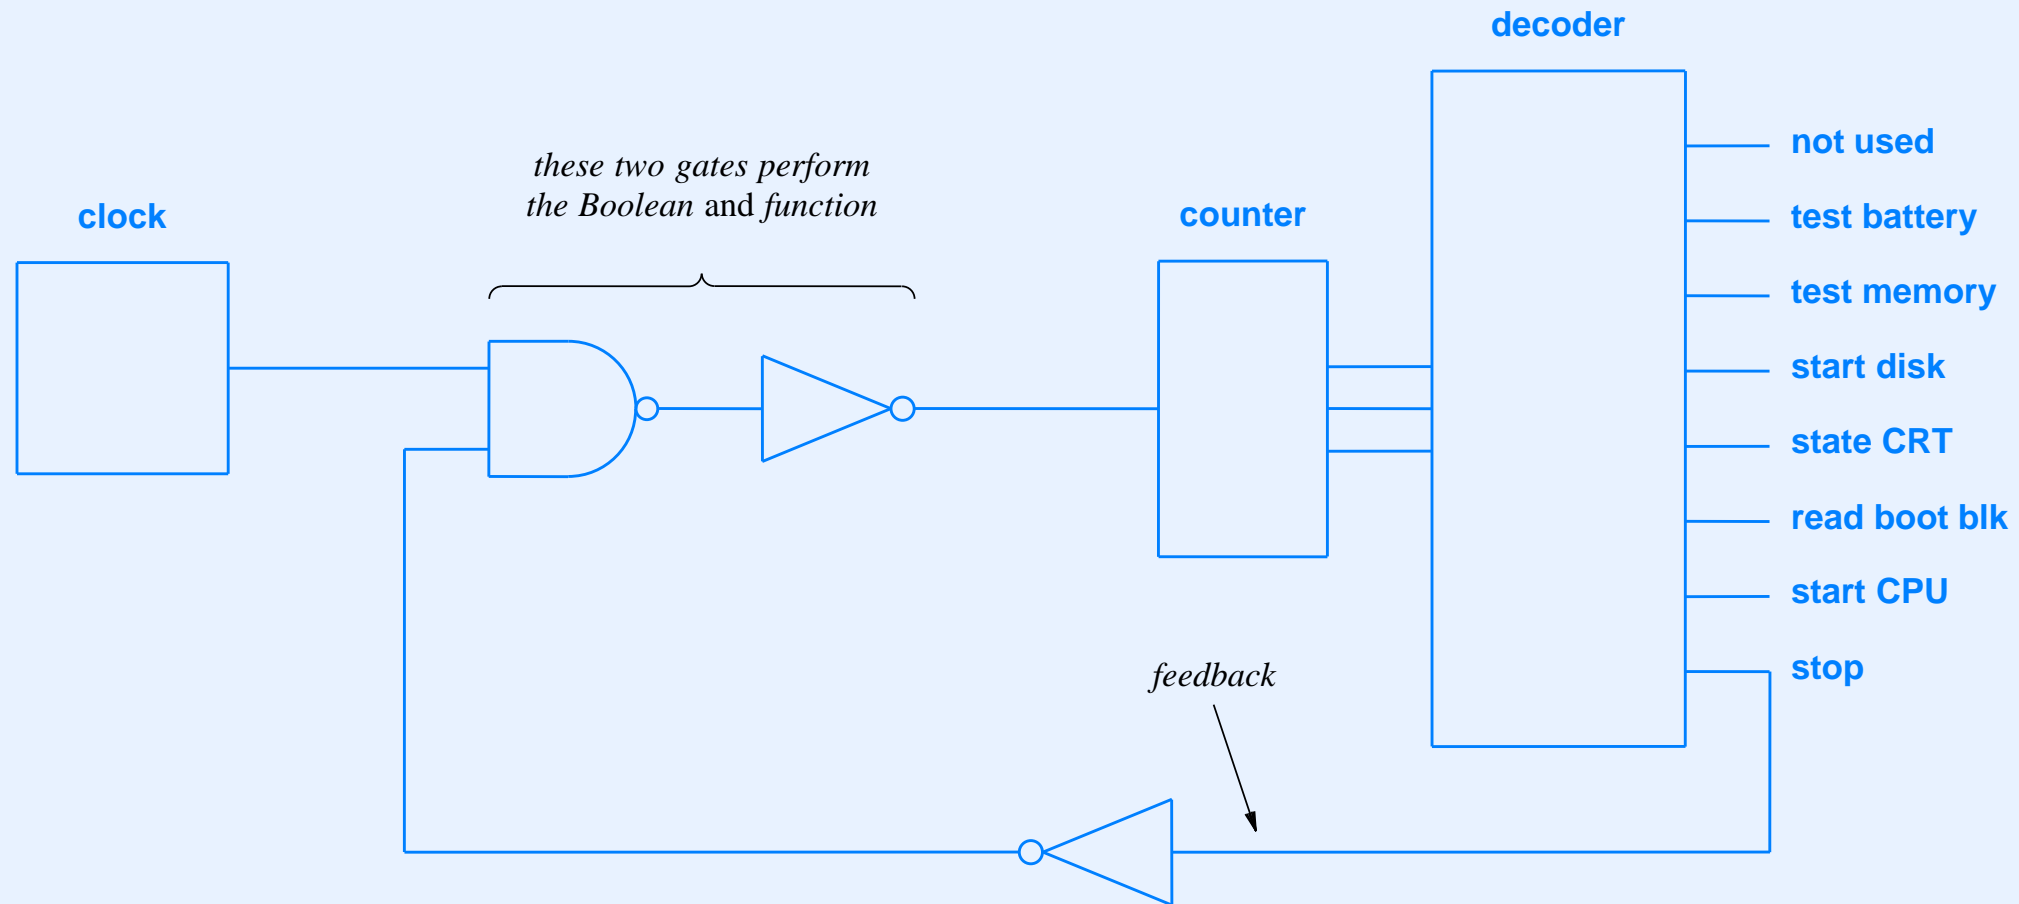 decoder
these two gates perform
the Boolean and function
clock
counter
not used
test battery
test memory
start disk
state CRT
read boot blk
start CPU
stop
feedback